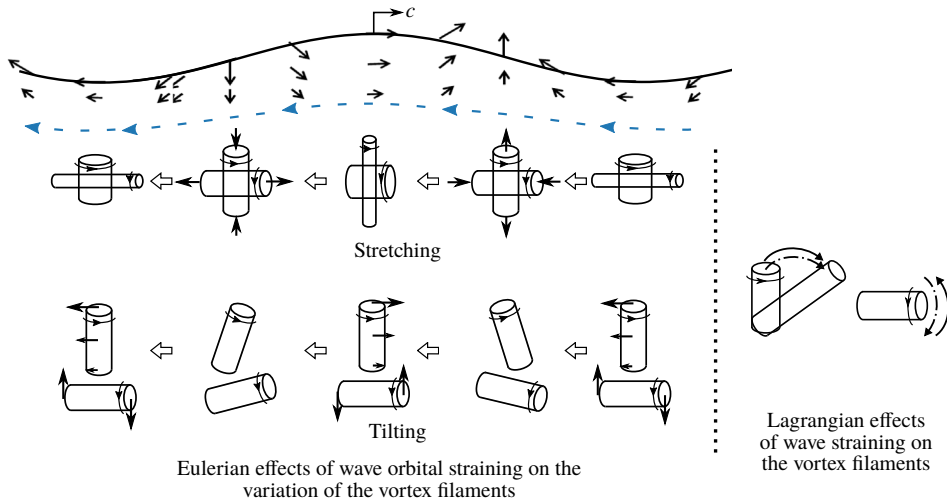 c
Stretching
Tilting
Eulerian effects of wave orbital straining on the
variation of the vortex filaments
Lagrangian effects
of wave straining on
the vortex filaments